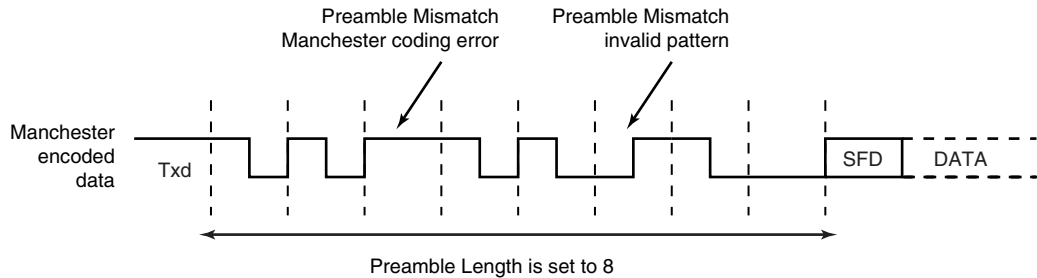 Preamble Mismatch
Manchester coding error
Preamble Mismatch
invalid pattern
Manchester
encoded
data
Txd
SFD
DATA
Preamble Length is set to 8